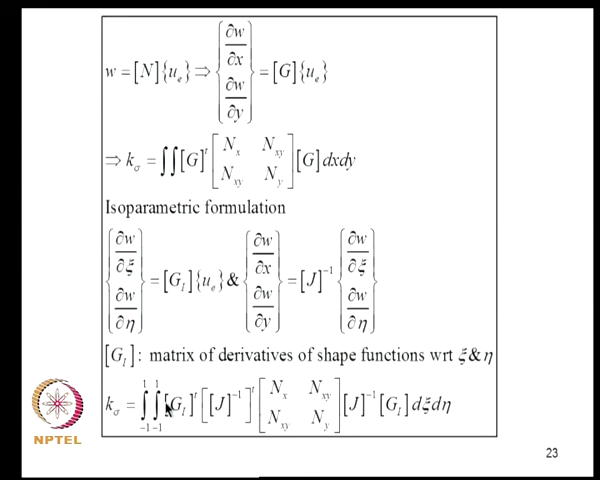 w = [N]{u_e} ⇒ {∂w/∂x ∂w/∂y} = [G]{u_e}
⇒ k_σ = ∫∫[G]^t [N_x N_xy N_xy N_y] [G] dxdy
Isoparametric formulation
{∂w/∂ξ ∂w/∂η} = [G_I]{u_e} & {∂w/∂x ∂w/∂y} = [J]^-1 {∂w/∂ξ ∂w/∂η}
[G_I] : matrix of derivatives of shape functions wrt ξ & η
k_σ = ∫_-1^1 ∫_-1^1 [G_I]^t [[J]^-1]^t [N_x N_xy N_xy N_y] [J]^-1 [G_I] dξdη
NPTEL
23